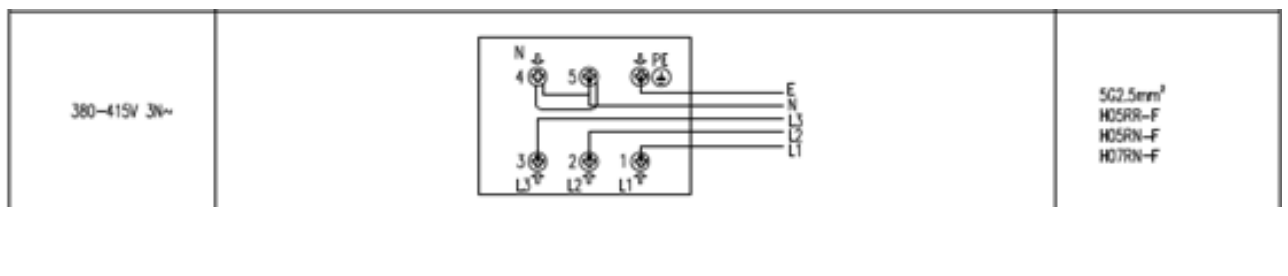 380-415V 3N~
N
PE
4
5
E
N
L3
L2
L1
3
2
1
L3
L2
L1
5G2.5mm²
H05RR-F
H05RN-F
H07RN-F